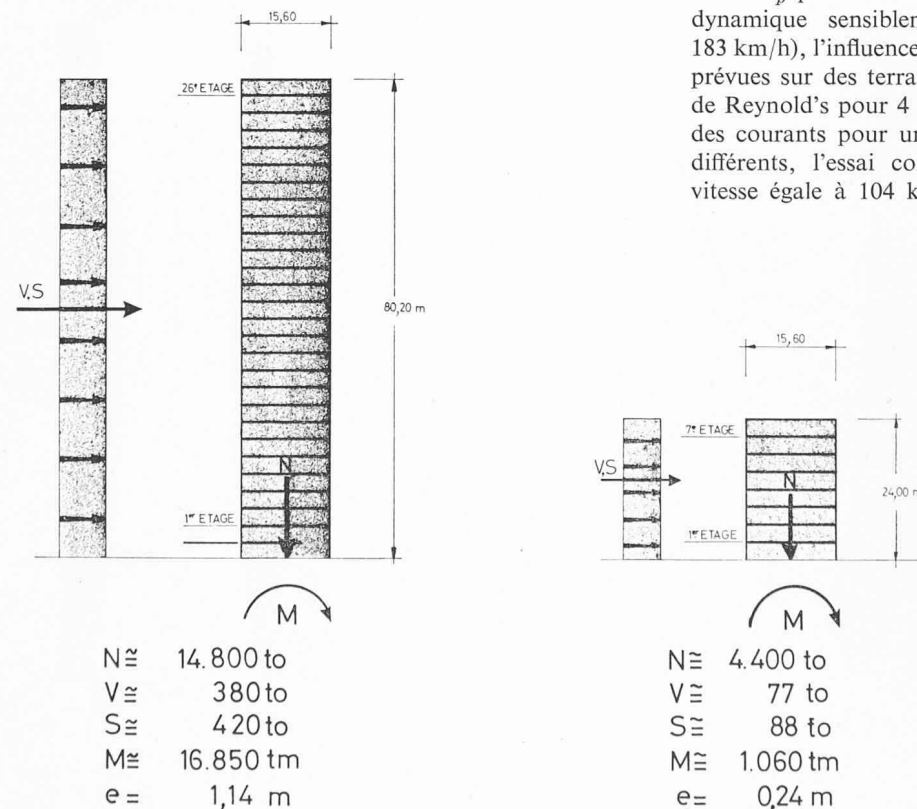 dynamique sensiblem
183 km/h), l'influence
prévues sur des terra
de Reynold's pour 4
des courants pour un
différents, l'essai co
vitesse égale à 104 k
15,60
26e ETAGE
V.S
80,20 m
N
1er ETAGE
M
N≅ 14.800 to
V≅ 380 to
S≅ 420 to
M≅ 16.850 tm
e= 1,14 m
15,60
7e ETAGE
V.S
N
24,00 m
1er ETAGE
M
N≅ 4.400 to
V≅ 77 to
S≅ 88 to
M≅ 1.060 tm
e= 0,24 m